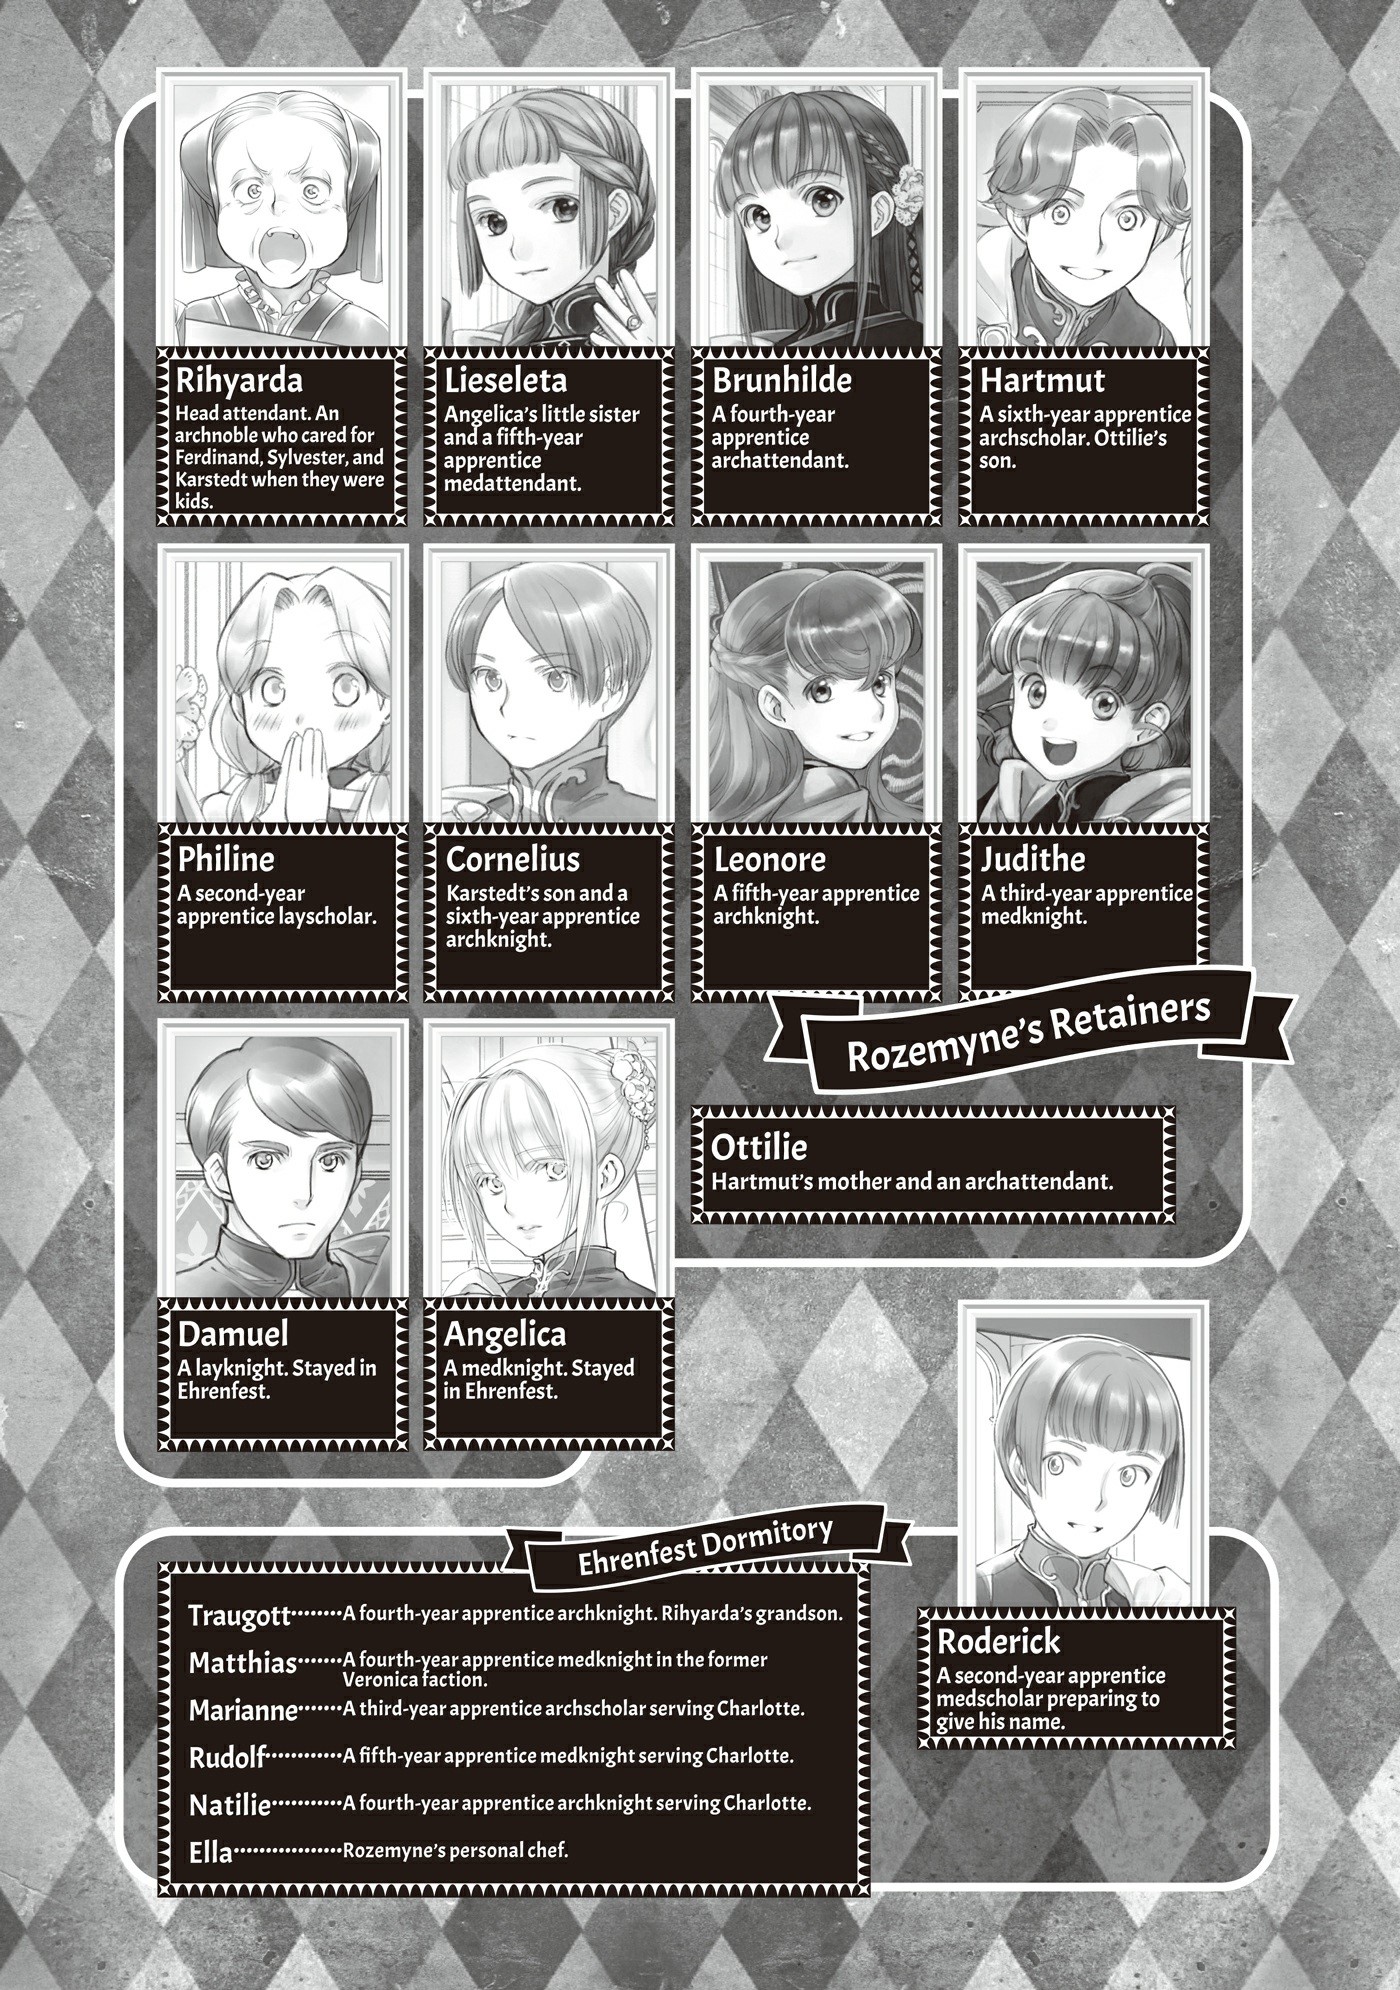 Rihyarda
Head attendant. An
archnoble who cared for
Ferdinand, Sylvester, and
Karstedt when they were
kids.
Lieseleta
Angelica's little sister
and a fifth-year
apprentice
medattendant.
Brunhilde
A fourth-year
apprentice
archattendant.
Hartmut
A sixth-year apprentice
archscholar. Ottilie's
son.
Philine
A second-year
apprentice layscholar.
Cornelius
Karstedt's son and a
sixth-year apprentice
archknight.
Leonore
A fifth-year apprentice
archknight.
Judithe
A third-year apprentice
medknight.
Rozemyne's Retainers
Damuel
A layknight. Stayed in
Ehrenfest.
Angelica
A medknight. Stayed
in Ehrenfest.
Ottilie
Hartmut's mother and an archattendant.
Ehrenfest Dormitory
Traugott········A fourth-year apprentice archknight. Rihyarda's grandson.
Matthias·······A fourth-year apprentice medknight in the former
Veronica faction.
Marianne·······A third-year apprentice archscholar serving Charlotte.
Rudolf············A fifth-year apprentice medknight serving Charlotte.
Natilie···········A fourth-year apprentice archknight serving Charlotte.
Ella·················Rozemyne's personal chef.
Roderick
A second-year apprentice
medscholar preparing to
give his name.